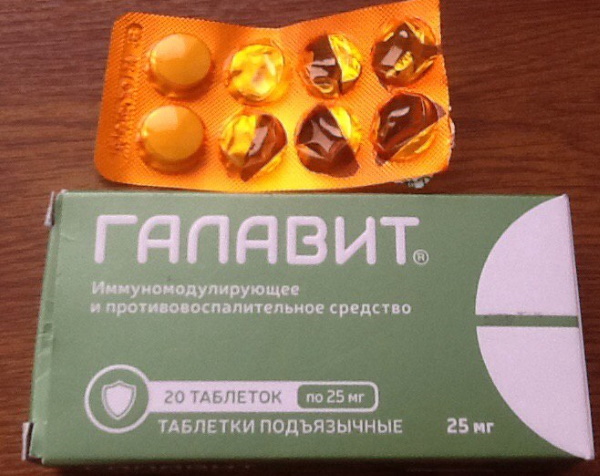 ГАЛАВИТ®
Иммуномодулирующее
и противовоспалительное средство
20 ТАБЛЕТОК по 25 мг
ТАБЛЕТКИ ПОДЪЯЗЫЧНЫЕ 25 мг